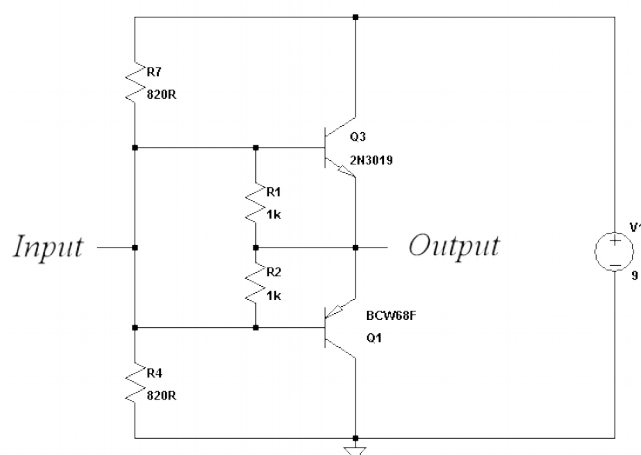 R7
820R
Q3
2N3019
R1
1k
V1
Input
Output
R2
1k
9
BCW68F
Q1
R4
820R